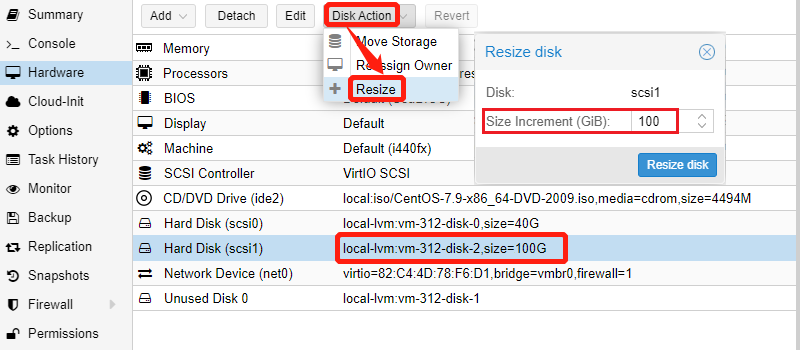 Summary
Console
Hardware
Cloud-Init
Options
Task History
Monitor
Backup
Replication
Snapshots
Firewall
Permissions
Add Detach Edit Disk Action Revert
Move Storage
Reassign Owner
Resize
Memory
Processors
BIOS
Display Default
Machine Default (i440fx)
SCSI Controller VirtIO SCSI
CD/DVD Drive (ide2) local:iso/CentOS-7.9-x86_64-DVD-2009.iso,media=cdrom,size=4494M
Hard Disk (scsi0) local-lvm:vm-312-disk-0,size=40G
Hard Disk (scsi1) local-lvm:vm-312-disk-2,size=100G
Network Device (net0) virtio=82:C4:4D:78:F6:D1,bridge=vmbr0,firewall=1
Unused Disk 0 local-lvm:vm-312-disk-1
Resize disk
Disk: scsi1
Size Increment (GiB): 100
Resize disk